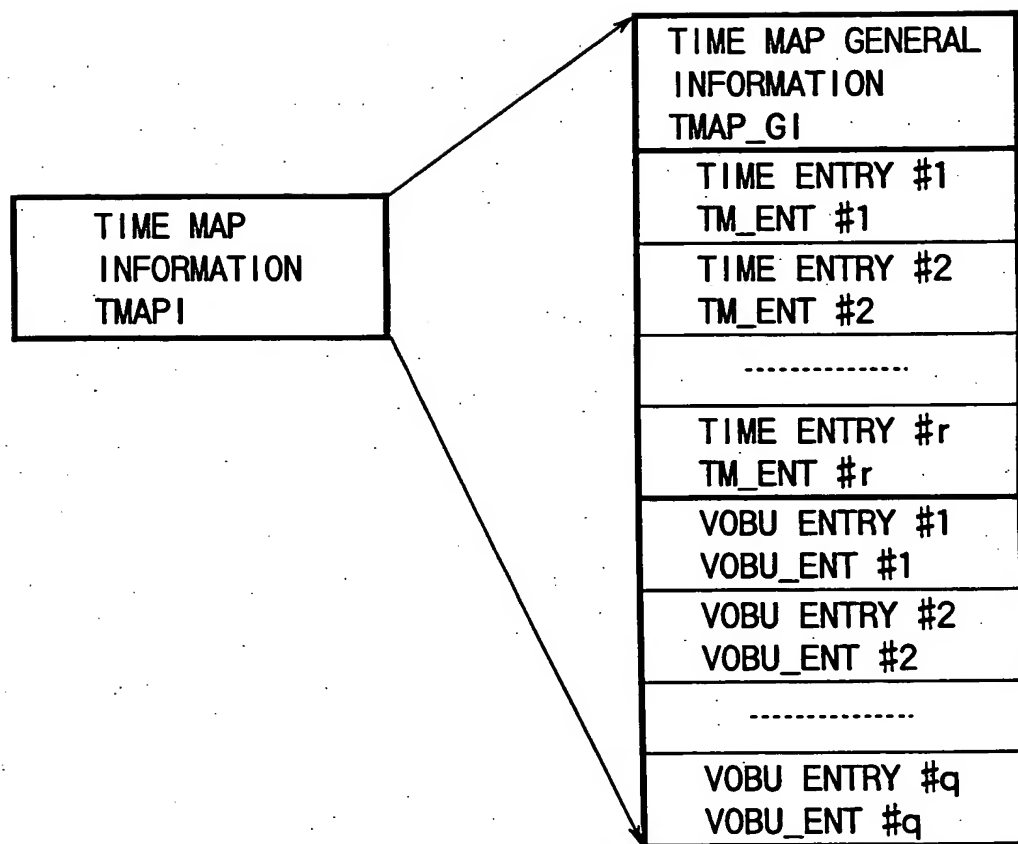 TIME MAP
INFORMATION
TMAPI
TIME MAP GENERAL
INFORMATION
TMAP_GI
TIME ENTRY #1
TM_ENT #1
TIME ENTRY #2
TM_ENT #2
---------------
TIME ENTRY #r
TM_ENT #r
VOBU ENTRY #1
VOBU_ENT #1
VOBU ENTRY #2
VOBU_ENT #2
---------------
VOBU ENTRY #q
VOBU_ENT #q